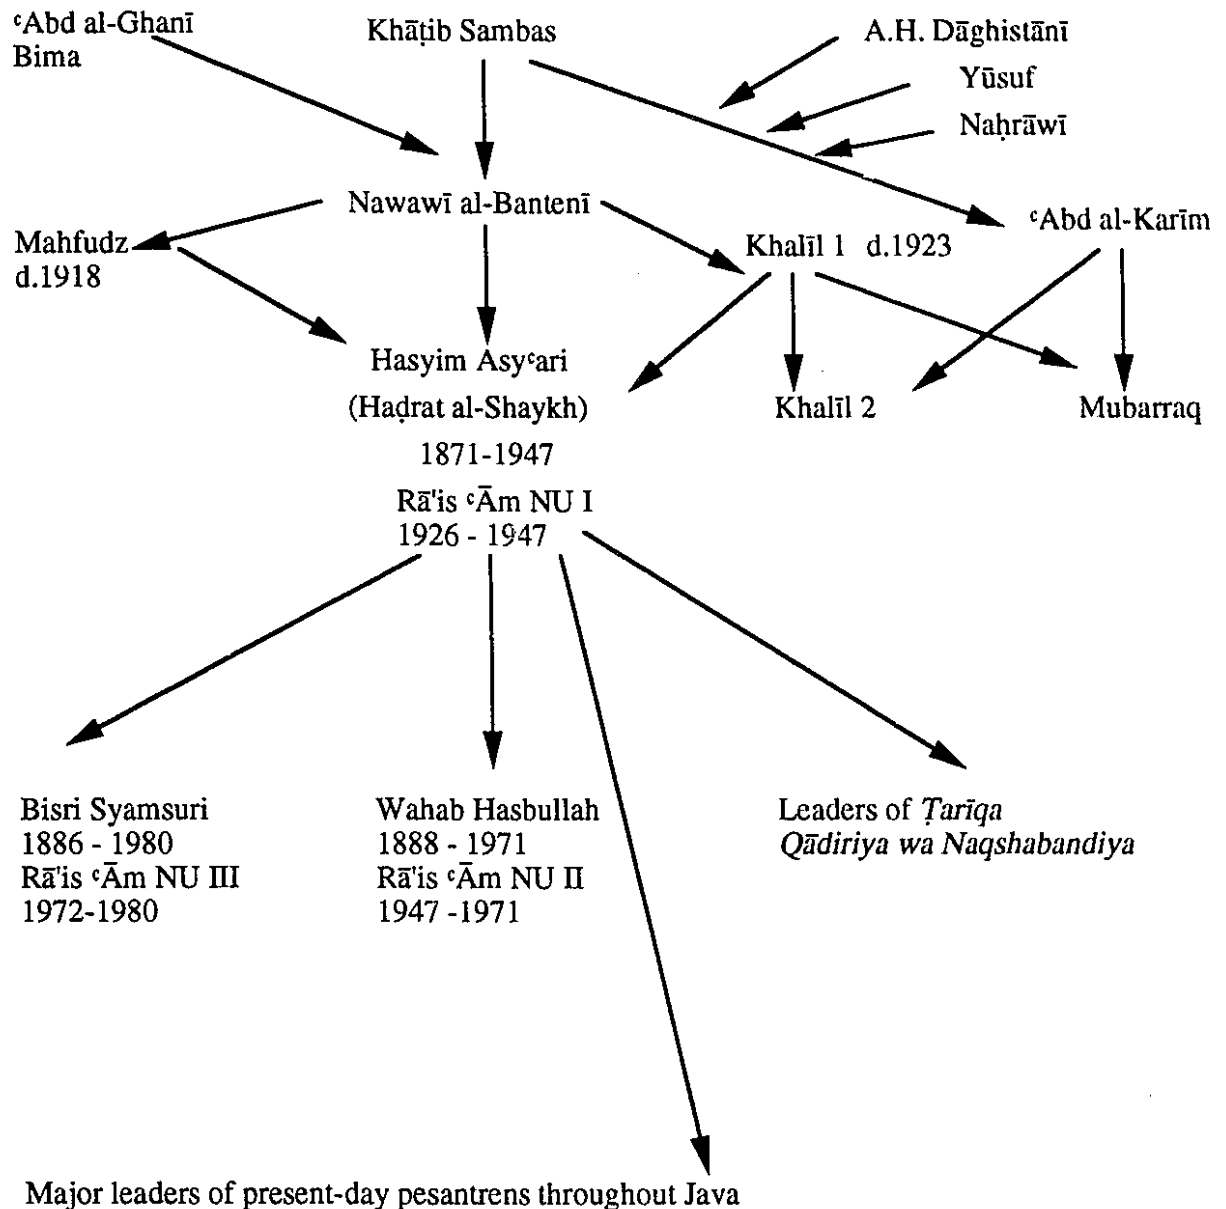 ᶜAbd al-Ghanī
Bima
Khāṭib Sambas
A.H. Dāghistānī
Yūsuf
Naḥrāwī
Nawawī al-Bantenī
ᶜAbd al-Karīm
Mahfudz
d.1918
Khalīl 1 d.1923
Hasyim Asyᶜari
(Haḍrat al-Shaykh)
1871-1947
Khalīl 2
Mubarraq
Rā'is ᶜĀm NU I
1926 - 1947
Bisri Syamsuri
1886 - 1980
Rā'is ᶜĀm NU III
1972-1980
Wahab Hasbullah
1888 - 1971
Rā'is ᶜĀm NU II
1947 -1971
Leaders of Ṭarīqa
Qādiriya wa Naqshabandiya
Major leaders of present-day pesantrens throughout Java